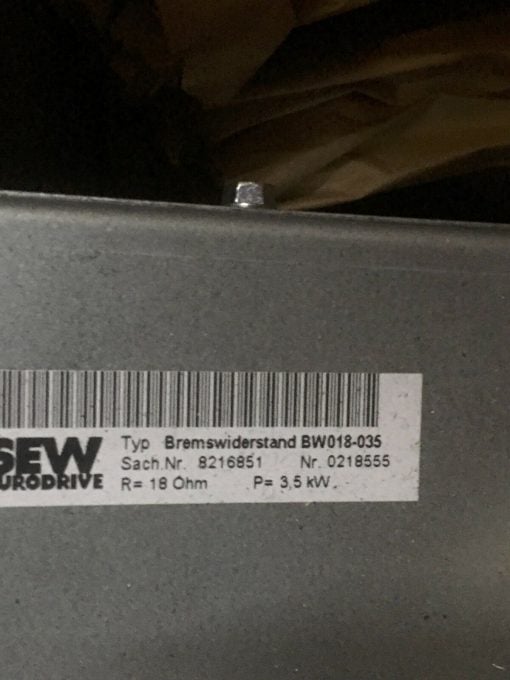 SEW
URODRIVE
Typ Bremswiderstand BW018-035
Sach.Nr. 8216851 Nr. 0218555
R= 18 Ohm P= 3,5 kW